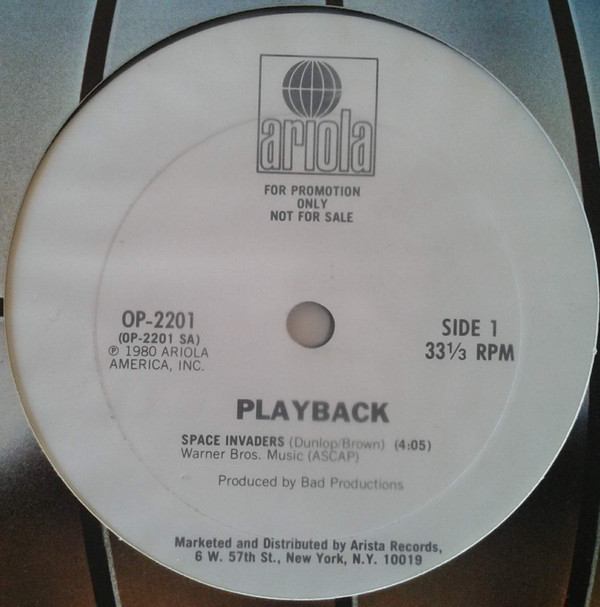 ariola
FOR PROMOTION
ONLY
NOT FOR SALE
OP-2201
(OP-2201 SA)
℗ 1980 ARIOLA
AMERICA, INC.
SIDE 1
33⅓ RPM
PLAYBACK
SPACE INVADERS (Dunlop/Brown) (4:05)
Warner Bros. Music (ASCAP)
Produced by Bad Productions
Marketed and Distributed by Arista Records,
6 W. 57th St., New York, N.Y. 10019